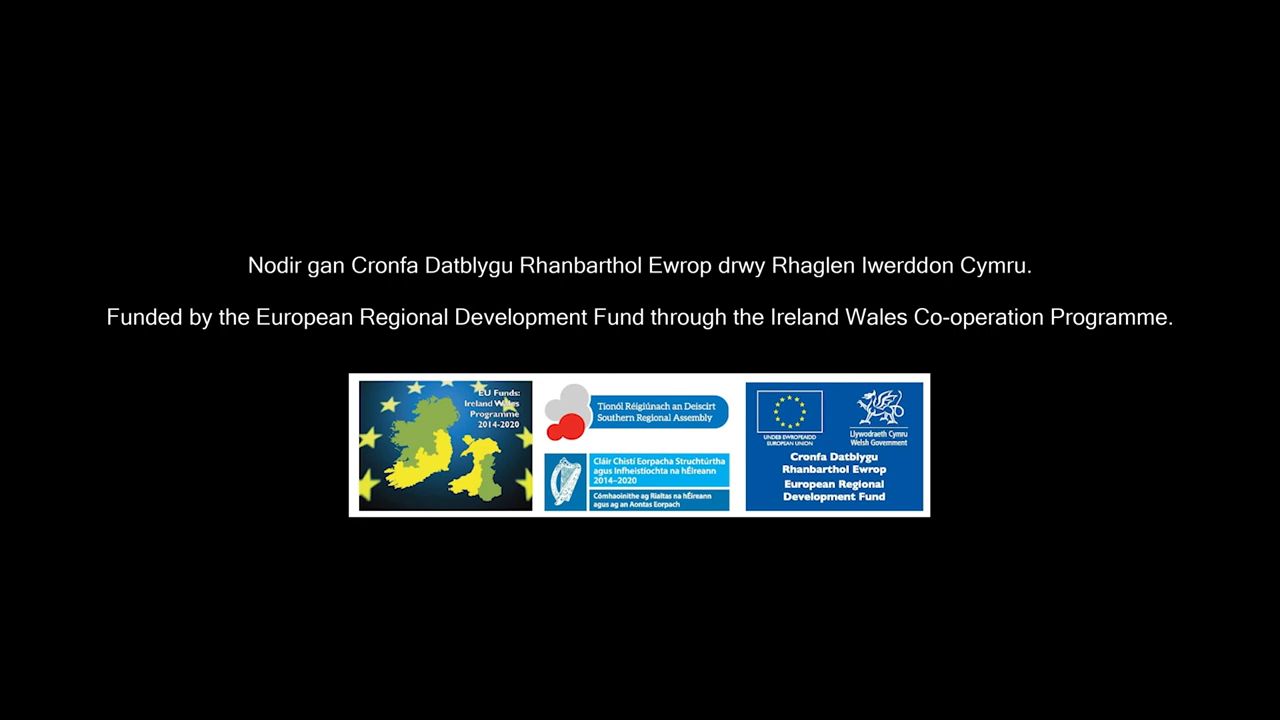 Nodir gan Cronfa Datblygu Rhanbarthol Ewrop drwy Rhaglen Iwerddon Cymru.
Funded by the European Regional Development Fund through the Ireland Wales Co-operation Programme.
EU Funds:
Ireland Wales
Programme
2014-2020
Tionól Réigiúnach an Deiscirt
Southern Regional Assembly
Cláir Chistí Eorpacha Struchtúrtha
agus Infheistíochta na hÉireann
2014–2020
Cómhaoinithe ag Rialtas na hÉireann
agus ag an Aontas Eorpach
UNDEB EWROPEAIDD
EUROPEAN UNION
Llywodraeth Cymru
Welsh Government
Cronfa Datblygu
Rhanbarthol Ewrop
European Regional
Development Fund